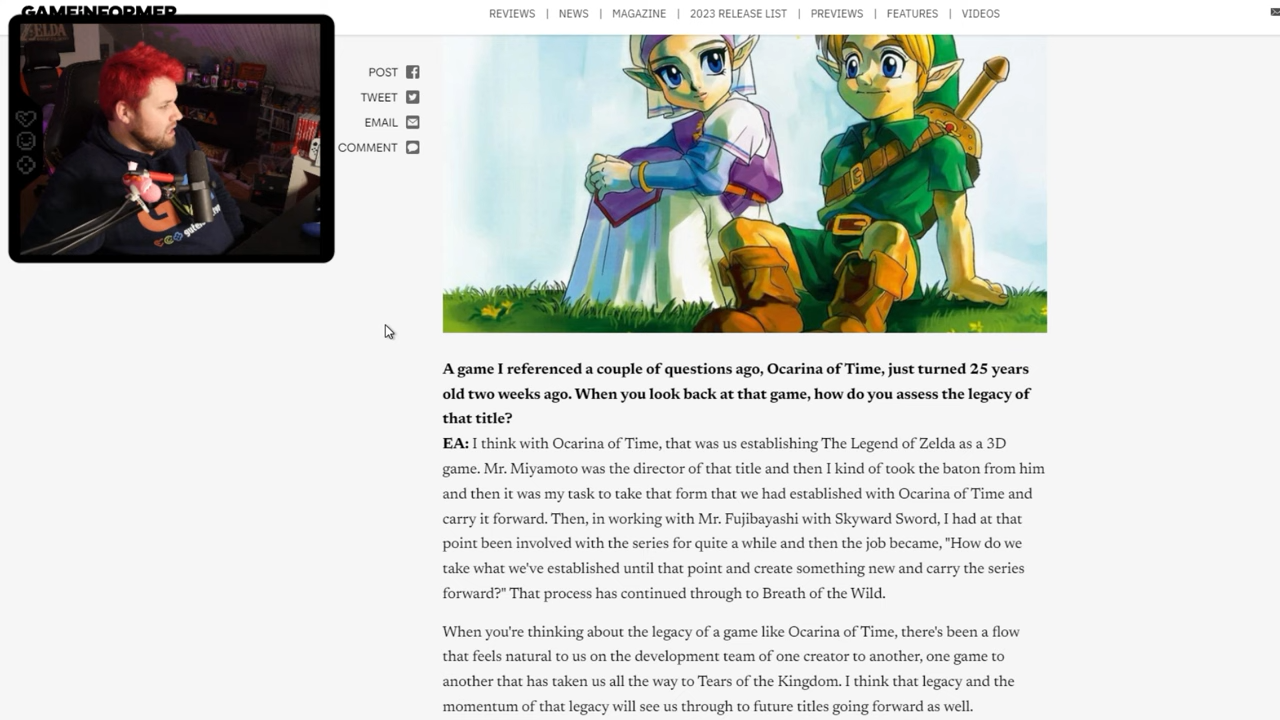 GAMEINFORMER
REVIEWS | NEWS | MAGAZINE | 2023 RELEASE LIST | PREVIEWS | FEATURES | VIDEOS
ZELDA
POST
TWEET
EMAIL
COMMENT
A game I referenced a couple of questions ago, Ocarina of Time, just turned 25 years
old two weeks ago. When you look back at that game, how do you assess the legacy of
that title?
EA: I think with Ocarina of Time, that was us establishing The Legend of Zelda as a 3D
game. Mr. Miyamoto was the director of that title and then I kind of took the baton from him
and then it was my task to take that form that we had established with Ocarina of Time and
carry it forward. Then, in working with Mr. Fujibayashi with Skyward Sword, I had at that
point been involved with the series for quite a while and then the job became, "How do we
take what we've established until that point and create something new and carry the series
forward?" That process has continued through to Breath of the Wild.
When you're thinking about the legacy of a game like Ocarina of Time, there's been a flow
that feels natural to us on the development team of one creator to another, one game to
another that has taken us all the way to Tears of the Kingdom. I think that legacy and the
momentum of that legacy will see us through to future titles going forward as well.